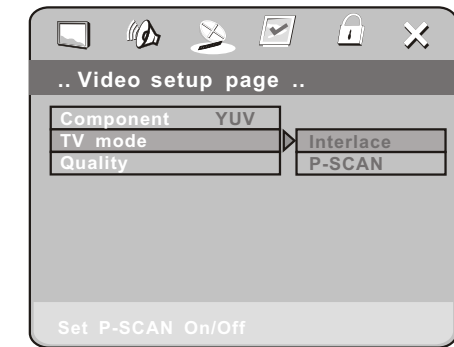 .. Video setup page ..
Component YUV
TV mode Interlace
Quality P-SCAN
Set P-SCAN On/Off